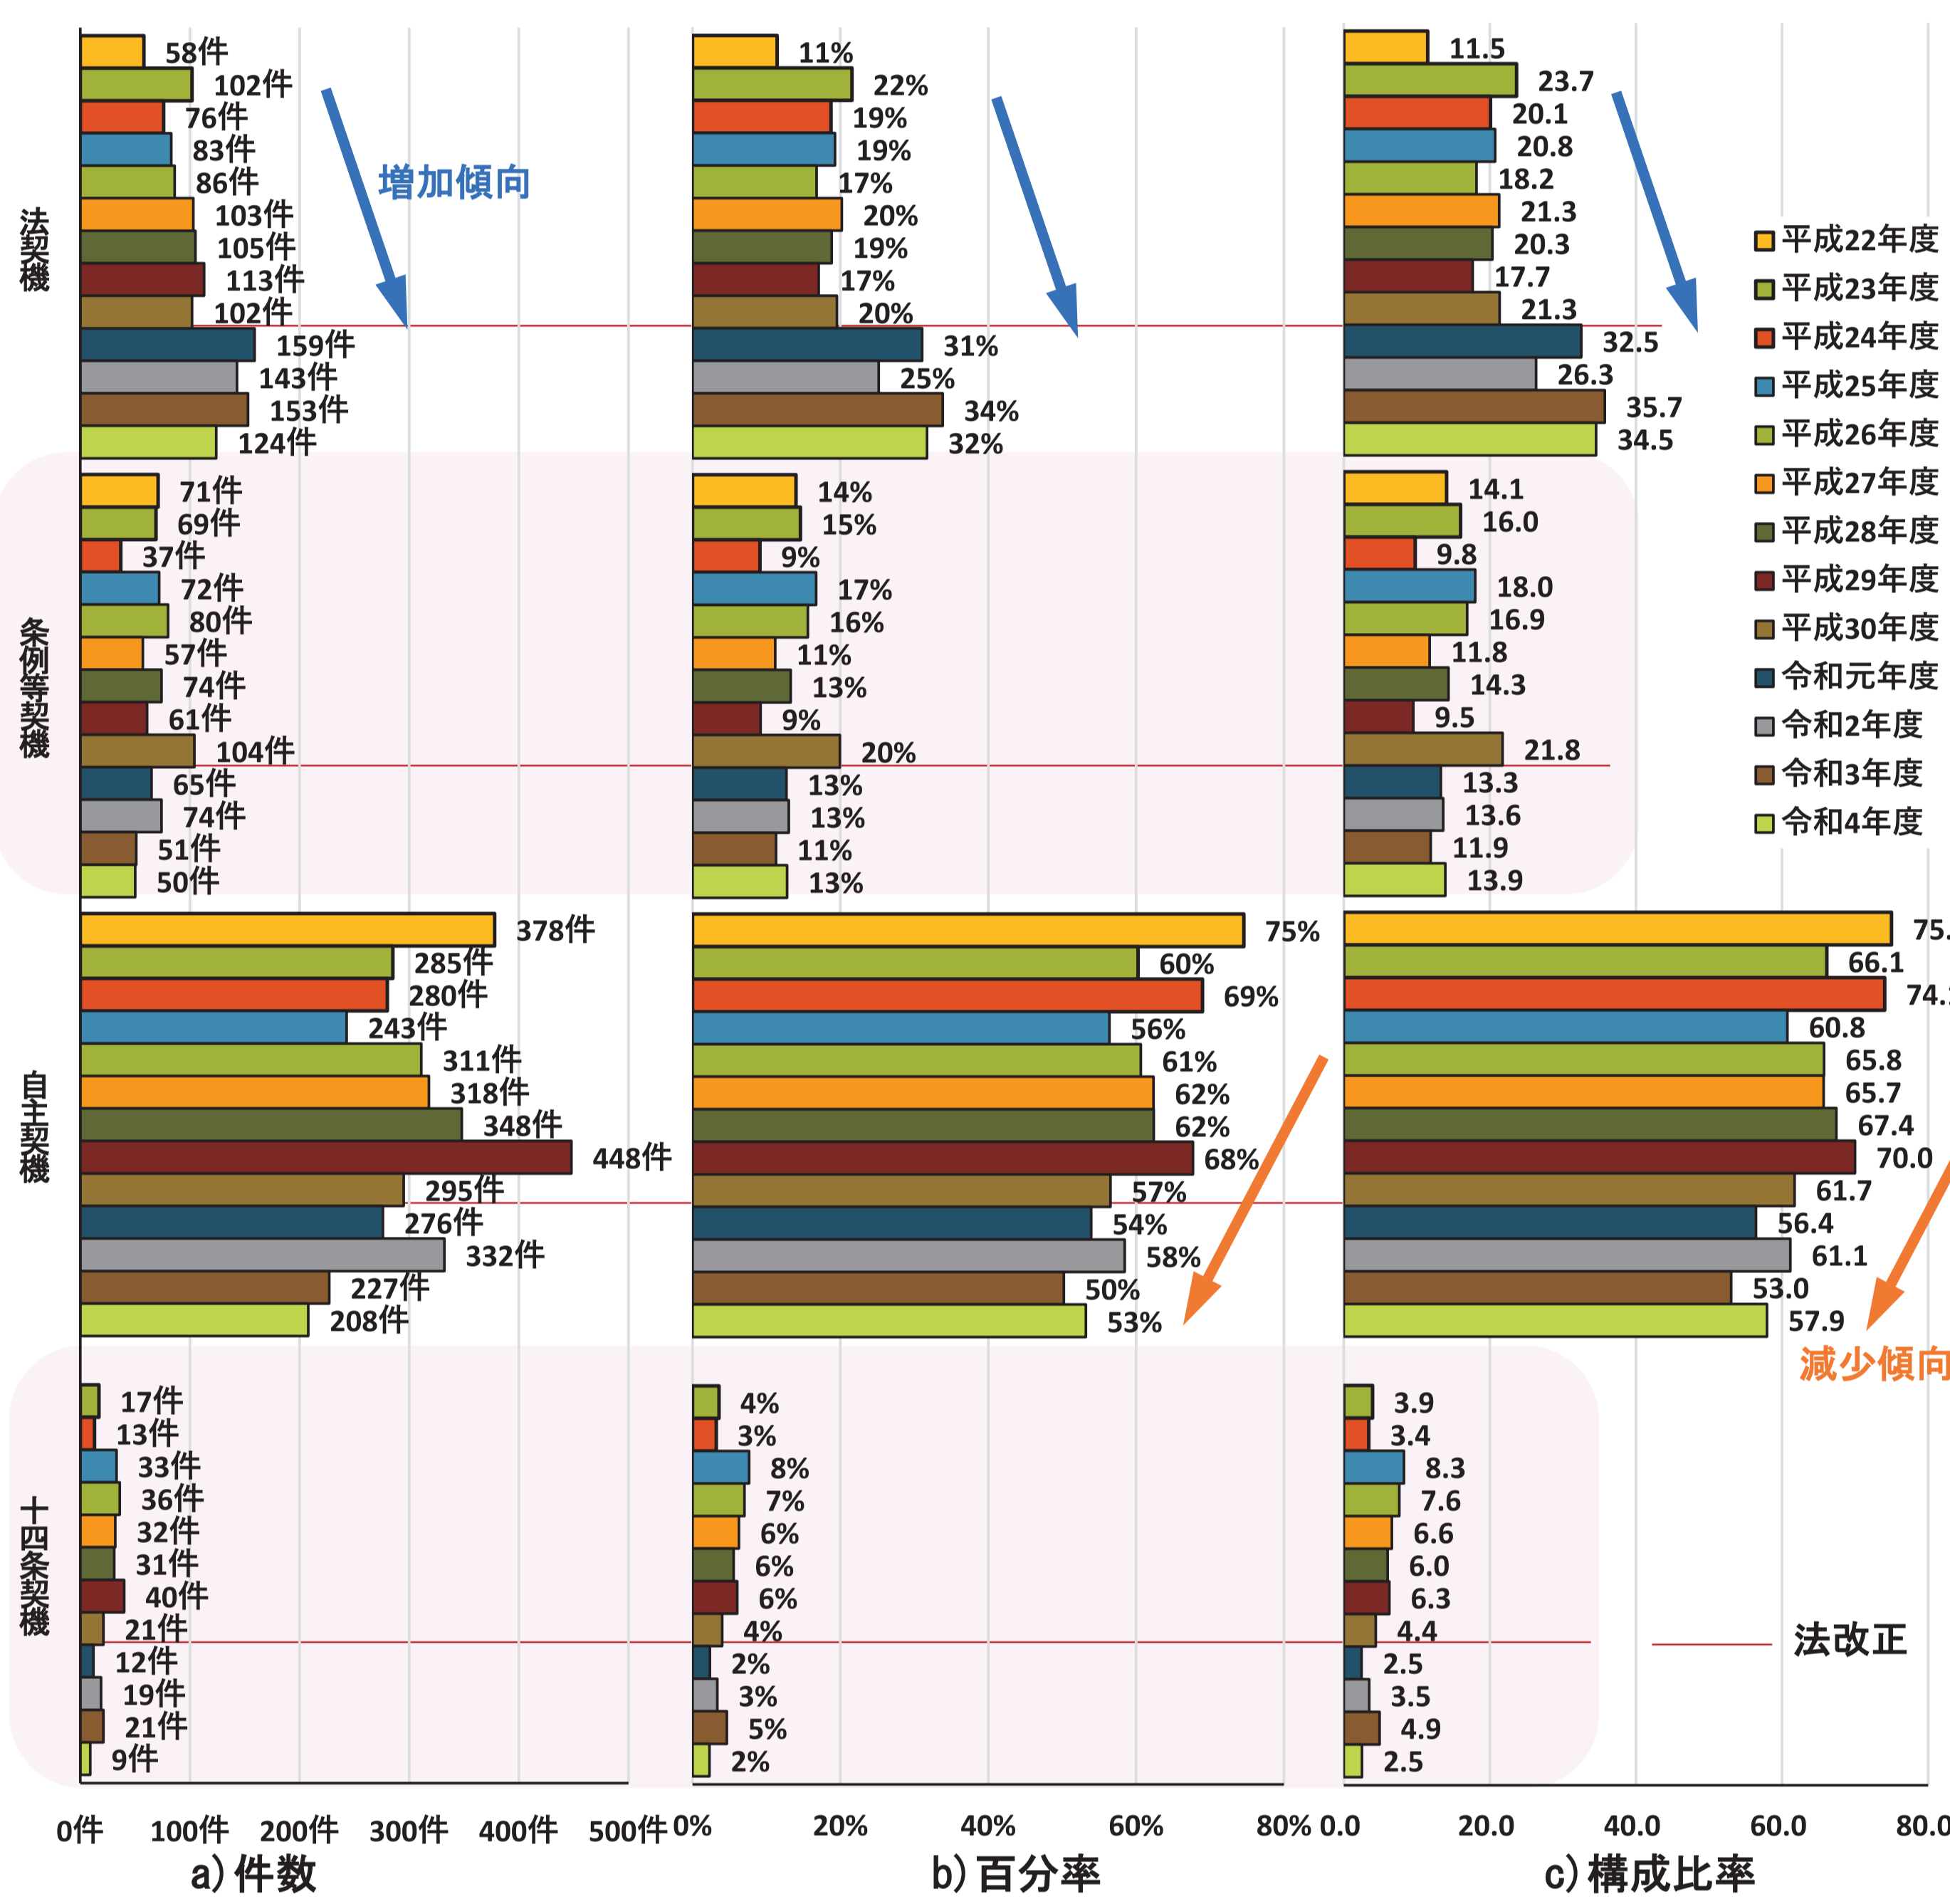 法契機
58件
102件
76件
83件
86件
103件
105件
113件
102件
159件
143件
153件
124件
増加傾向
11%
22%
19%
19%
17%
20%
19%
17%
20%
31%
25%
34%
32%
11.5
23.7
20.1
20.8
18.2
21.3
20.3
17.7
21.3
32.5
26.3
35.7
34.5
条例等契機
71件
69件
37件
72件
80件
57件
74件
61件
104件
65件
74件
51件
50件
14%
15%
9%
17%
16%
11%
13%
9%
20%
13%
13%
11%
13%
14.1
16.0
9.8
18.0
16.9
11.8
14.3
9.5
21.8
13.3
13.6
11.9
13.9
自主契機
378件
285件
280件
243件
311件
318件
348件
448件
295件
276件
332件
227件
208件
75%
60%
69%
56%
61%
62%
62%
68%
57%
54%
58%
50%
53%
75.
66.1
74.
60.8
65.8
65.7
67.4
70.0
61.7
56.4
61.1
53.0
57.9
減少傾向
十四条契機
17件
13件
33件
36件
32件
31件
40件
21件
12件
19件
21件
9件
4%
3%
8%
7%
6%
6%
6%
4%
2%
3%
5%
2%
3.9
3.4
8.3
7.6
6.6
6.0
6.3
4.4
2.5
3.5
4.9
2.5
平成22年度
平成23年度
平成24年度
平成25年度
平成26年度
平成27年度
平成28年度
平成29年度
平成30年度
令和元年度
令和2年度
令和3年度
令和4年度
法改正
0件 100件 200件 300件 400件 500件
0% 20% 40% 60% 80%
0.0 20.0 40.0 60.0 80.0
a)件数
b)百分率
c)構成比率